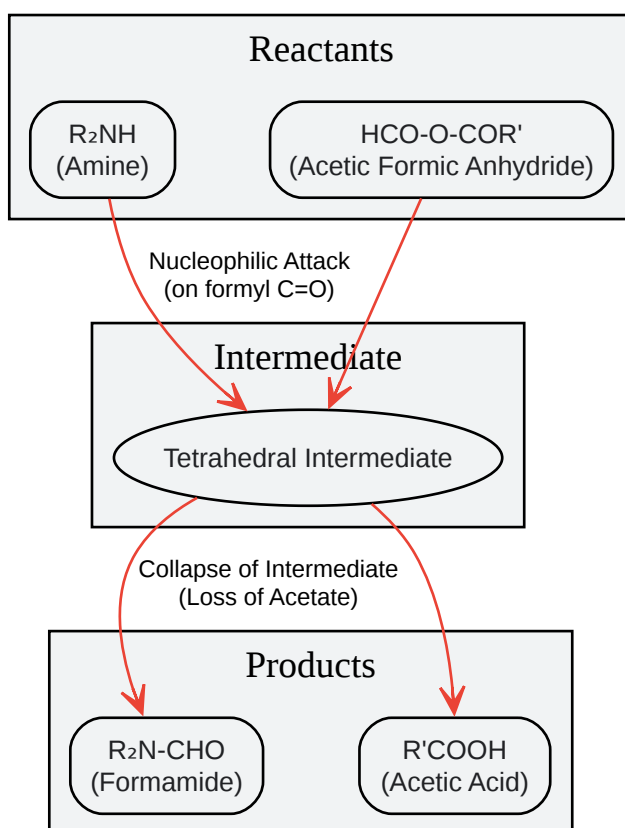 Reactants
R₂NH
(Amine)
HCO-O-COR'
(Acetic Formic Anhydride)
Nucleophilic Attack
(on formyl C=O)
Intermediate
Tetrahedral Intermediate
Collapse of Intermediate
(Loss of Acetate)
Products
R₂N-CHO
(Formamide)
R'COOH
(Acetic Acid)